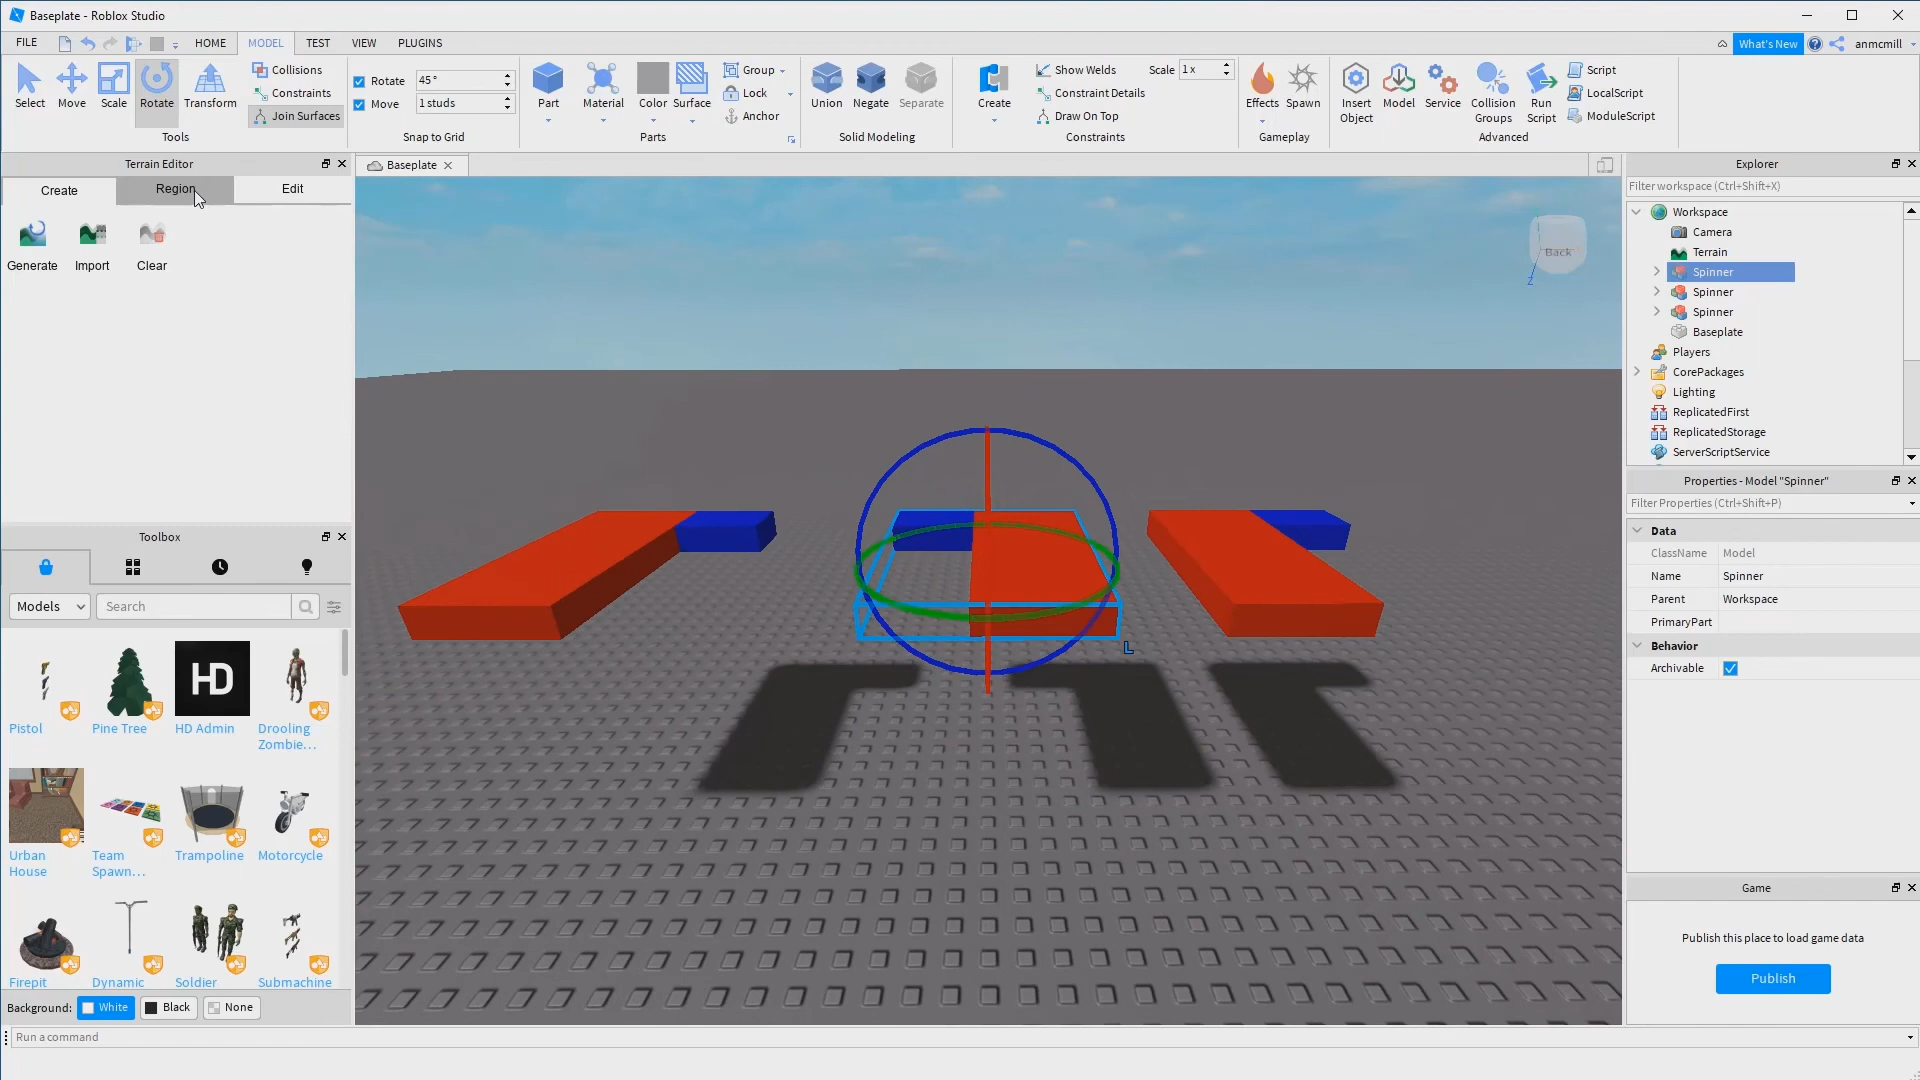 Baseplate - Roblox Studio
FILE HOME MODEL TEST VIEW PLUGINS What's New anmcmill
Select Move Scale Rotate Transform
Collisions
Constraints
Join Surfaces
Tools
Rotate 45°
Move 1 studs
Snap to Grid
Part Material Color Surface
Group
Lock
Anchor
Parts
Union Negate Separate
Solid Modeling
Create
Show Welds Scale 1 x
Constraint Details
Draw On Top
Constraints
Effects Spawn
Gameplay
Insert Object Model Service Collision Groups Run Script
Script
LocalScript
ModuleScript
Advanced
Terrain Editor
Create Region Edit
Generate Import Clear
Toolbox
Models Search
Pistol Pine Tree HD HD Admin Drooling
Zombie...
Urban Team Trampoline Motorcycle
House Spawn...
Firepit Dynamic Soldier Submachine
Background: White Black None
Run a command
Baseplate
Back
Z
L
Explorer
Filter workspace (Ctrl+Shift+X)
Workspace
Camera
Terrain
Spinner
Spinner
Spinner
Baseplate
Players
CorePackages
Lighting
ReplicatedFirst
ReplicatedStorage
ServerScriptService
Properties - Model "Spinner"
Filter Properties (Ctrl+Shift+P)
Data
ClassName Model
Name Spinner
Parent Workspace
PrimaryPart
Behavior
Archivable
Game
Publish this place to load game data
Publish